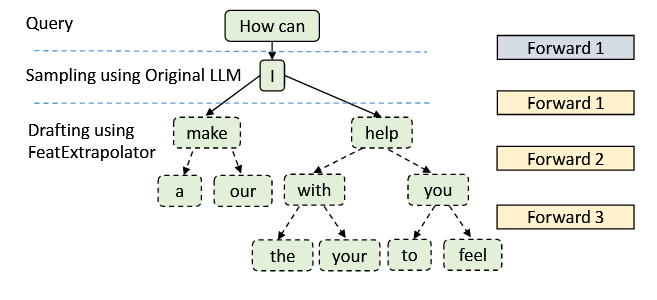 Query
How can
Forward 1
Sampling using Original LLM
I
Forward 1
Drafting using
FeatExtrapolator
make
help
Forward 2
a
our
with
you
Forward 3
the
your
to
feel